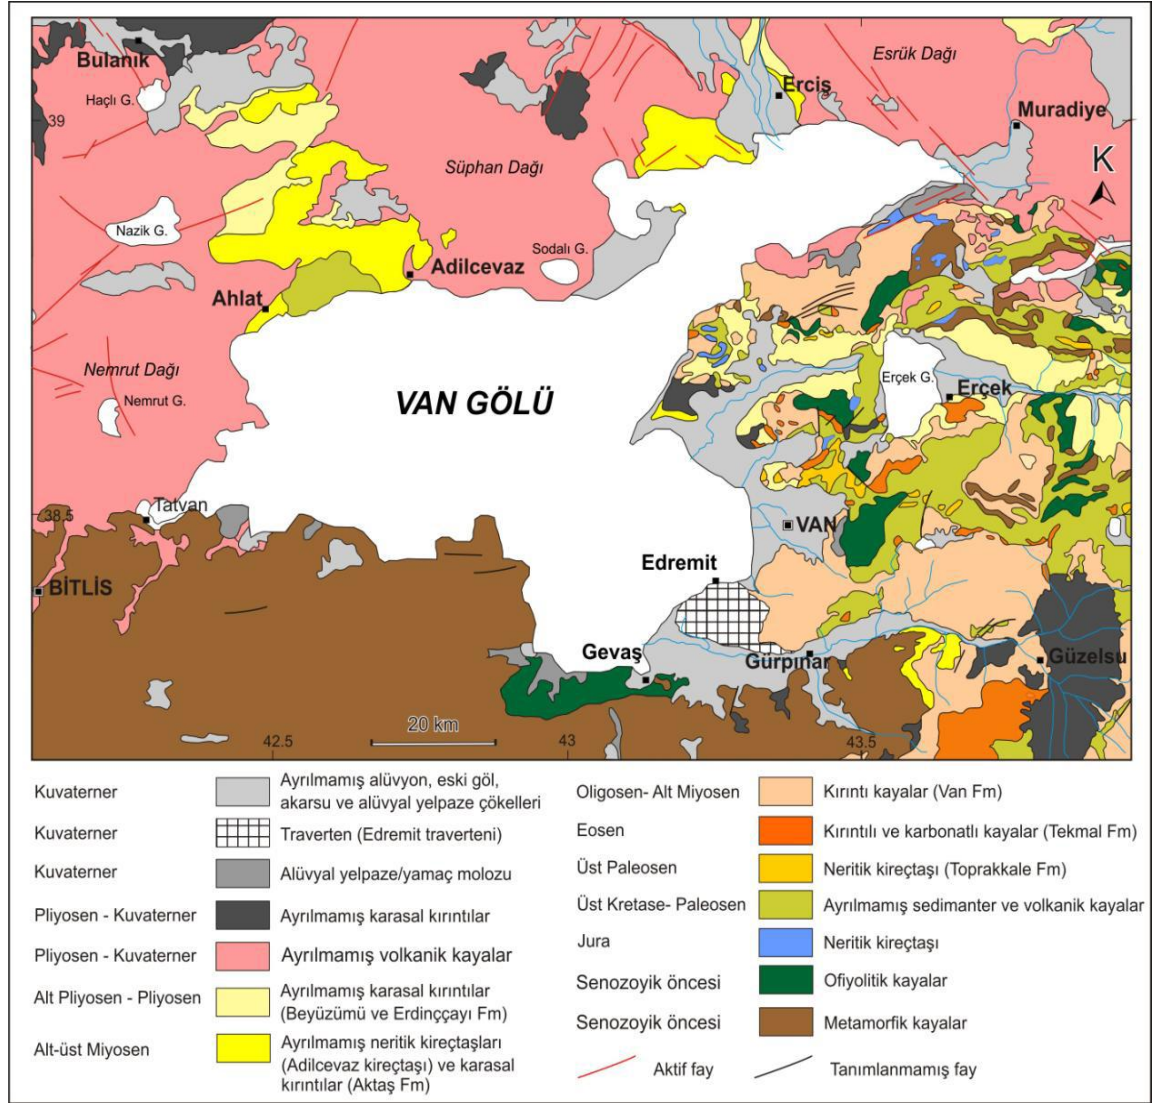 Bulanık
Haçlı G.
39
Esrük Dağı
Erciş
Muradiye
K
Süphan Dağı
Nazik G.
Sodalı G.
Adilcevaz
Ahlat
Nemrut Dağı
Nemrut G.
VAN GÖLÜ
Erçek G.
Erçek
Tatvan
38.5
VAN
Edremit
BİTLİS
Gevaş
Gürpınar
Güzelsu
20 km
42.5
43
43.5
Kuvaterner
Ayrılmamış alüvyon, eski göl,
akarsu ve alüvyal yelpaze çökelleri
Kuvaterner
Traverten (Edremit traverteni)
Kuvaterner
Alüvyal yelpaze/yamaç molozu
Pliyosen - Kuvaterner
Ayrılmamış karasal kırıntılar
Pliyosen - Kuvaterner
Ayrılmamış volkanik kayalar
Alt Pliyosen - Pliyosen
Ayrılmamış karasal kırıntılar
(Beyüzümü ve Erdinççayı Fm)
Alt-üst Miyosen
Ayrılmamış neritik kireçtaşları
(Adilcevaz kireçtaşı) ve karasal
kırıntılar (Aktaş Fm)
Oligosen- Alt Miyosen
Kırıntı kayalar (Van Fm)
Eosen
Kırıntılı ve karbonatlı kayalar (Tekmal Fm)
Üst Paleosen
Neritik kireçtaşı (Toprakkale Fm)
Üst Kretase- Paleosen
Ayrılmamış sedimanter ve volkanik kayalar
Jura
Neritik kireçtaşı
Senozoyik öncesi
Ofiyolitik kayalar
Senozoyik öncesi
Metamorfik kayalar
Aktif fay
Tanımlanmamış fay